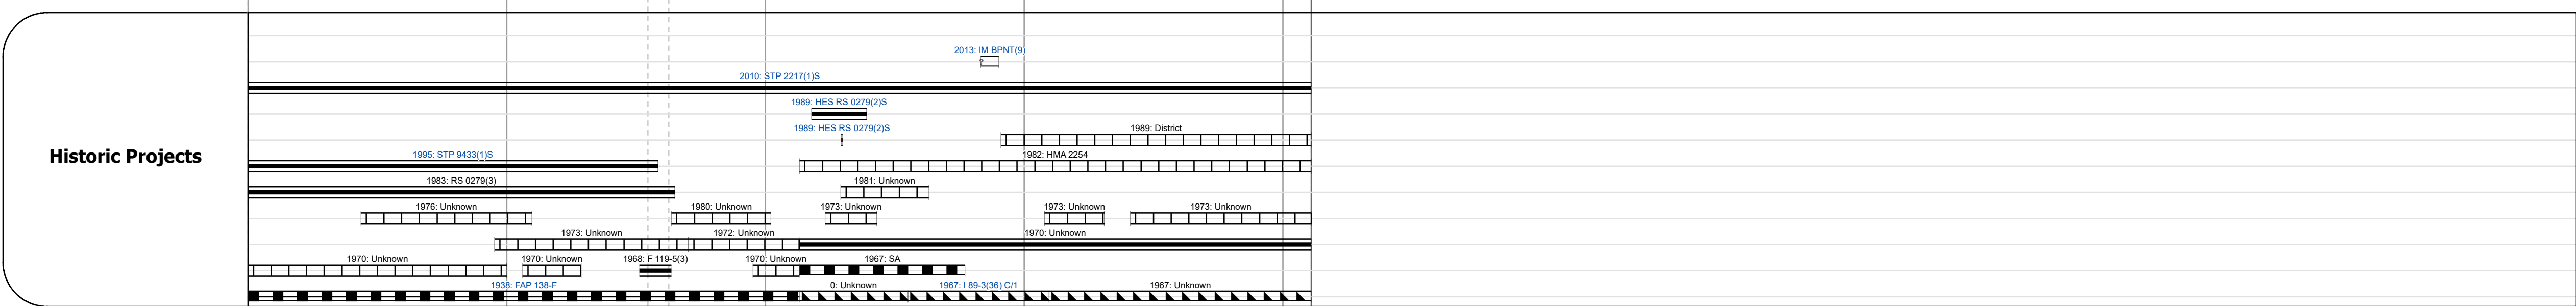 2013: IM BPNT(9)
?
2010: STP 2217(1)S
1989: HES RS 0279(2)S
1989: HES RS 0279(2)S
1989: District
Historic Projects
1995: STP 9433(1)S
1982: HMA 2254
1983: RS 0279(3)
1981: Unknown
1976: Unknown
1980: Unknown
1973: Unknown
1973: Unknown
1973: Unknown
1973: Unknown
1972: Unknown
1970: Unknown
1970: Unknown
1970: Unknown
1968: F 119-5(3)
1970: Unknown
1967: SA
1938: FAP 138-F
0: Unknown
1967: I 89-3(36) C/1
1967: Unknown